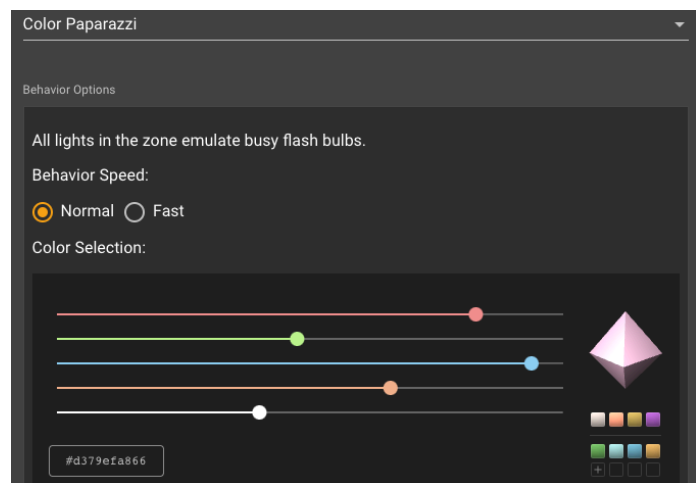 Color Paparazzi
Behavior Options
All lights in the zone emulate busy flash bulbs.
Behavior Speed:
Normal Fast
Color Selection:
#d379efa866